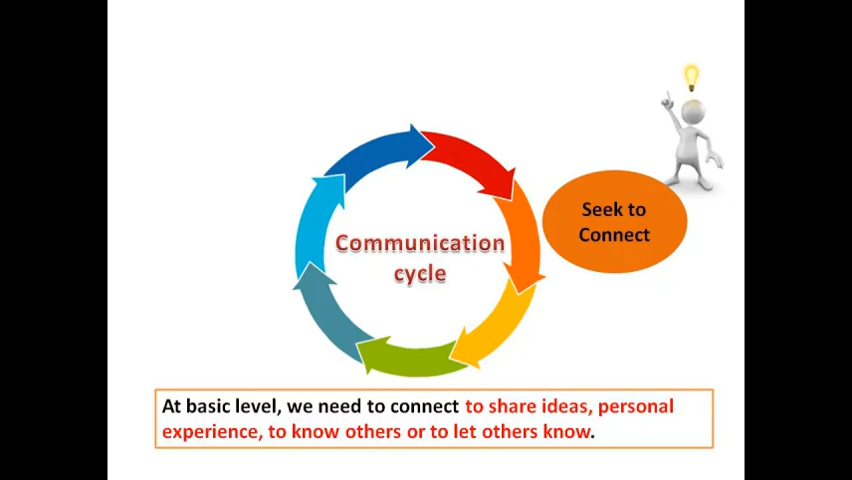 Seek to
Connect
Communication
cycle
At basic level, we need to connect to share ideas, personal
experience, to know others or to let others know.